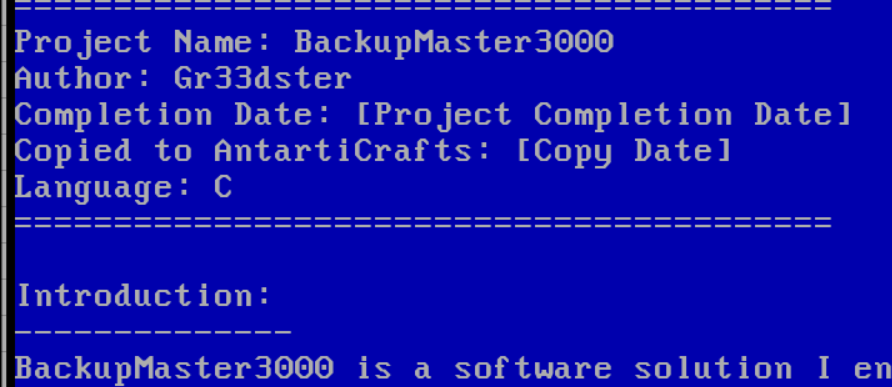 ========================================
Project Name: BackupMaster3000
Author: Gr33dster
Completion Date: [Project Completion Date]
Copied to AntartiCrafts: [Copy Date]
Language: C
========================================
Introduction:
--------------
BackupMaster3000 is a software solution I en